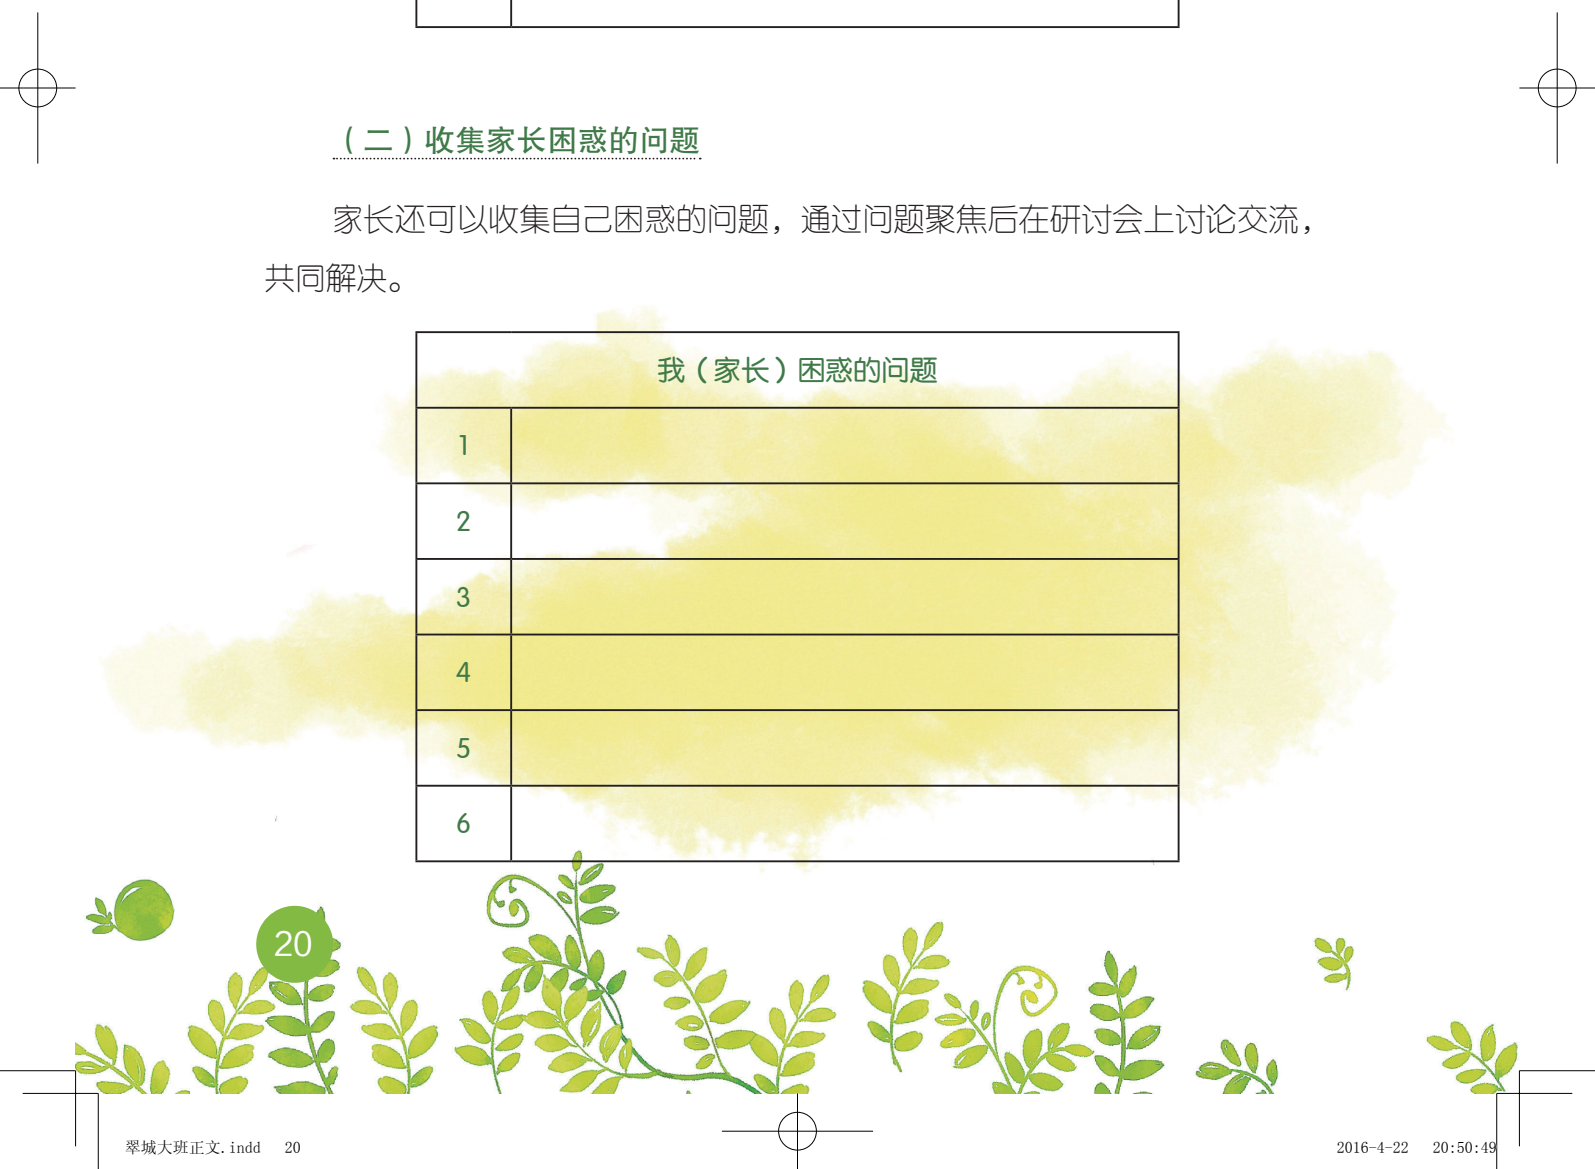 （二）收集家长困惑的问题
家长还可以收集自己困惑的问题，通过问题聚焦后在研讨会上讨论交流，
共同解决。
我（家长）困惑的问题
1
2
3
4
5
6
20
翠城大班正文.indd 20
2016-4-22 20:50:49